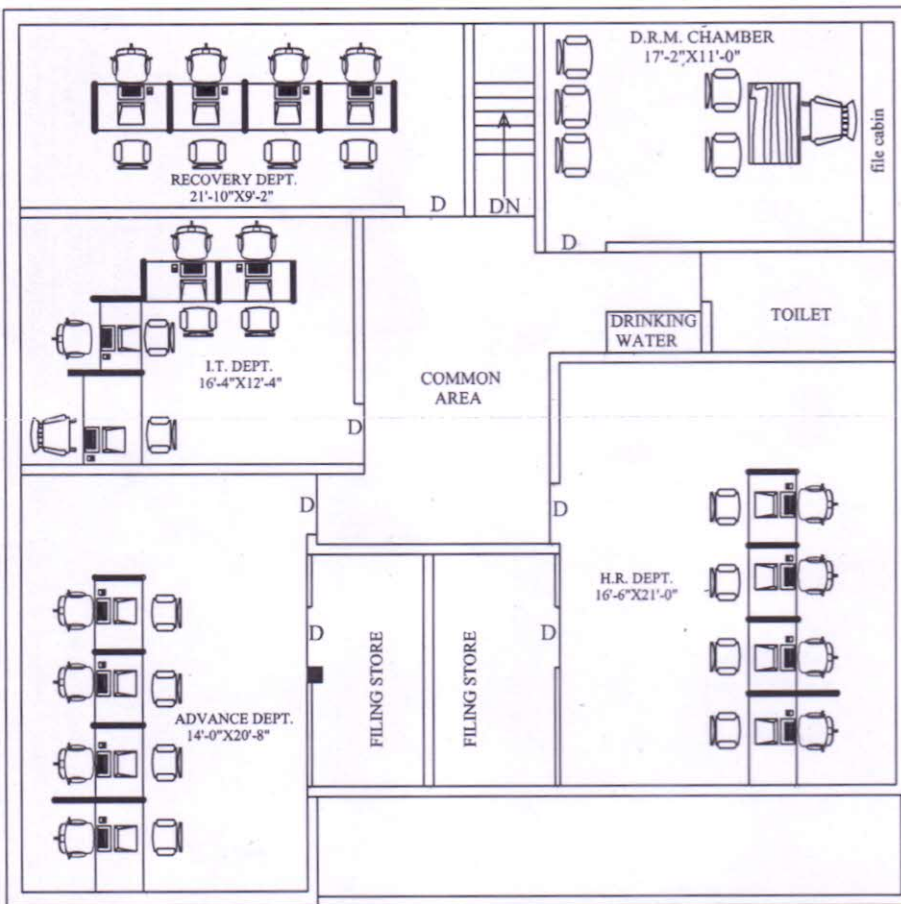 D.R.M. CHAMBER
17'-2"X11'-0"
file cabin
RECOVERY DEPT.
21'-10"X9'-2"
D
DN
D
DRINKING
WATER
TOILET
I.T. DEPT.
16'-4"X12'-4"
COMMON
AREA
D
D
D
H.R. DEPT.
16'-6"X21'-0"
D
FILING STORE
FILING STORE
D
ADVANCE DEPT.
14'-0"X20'-8"